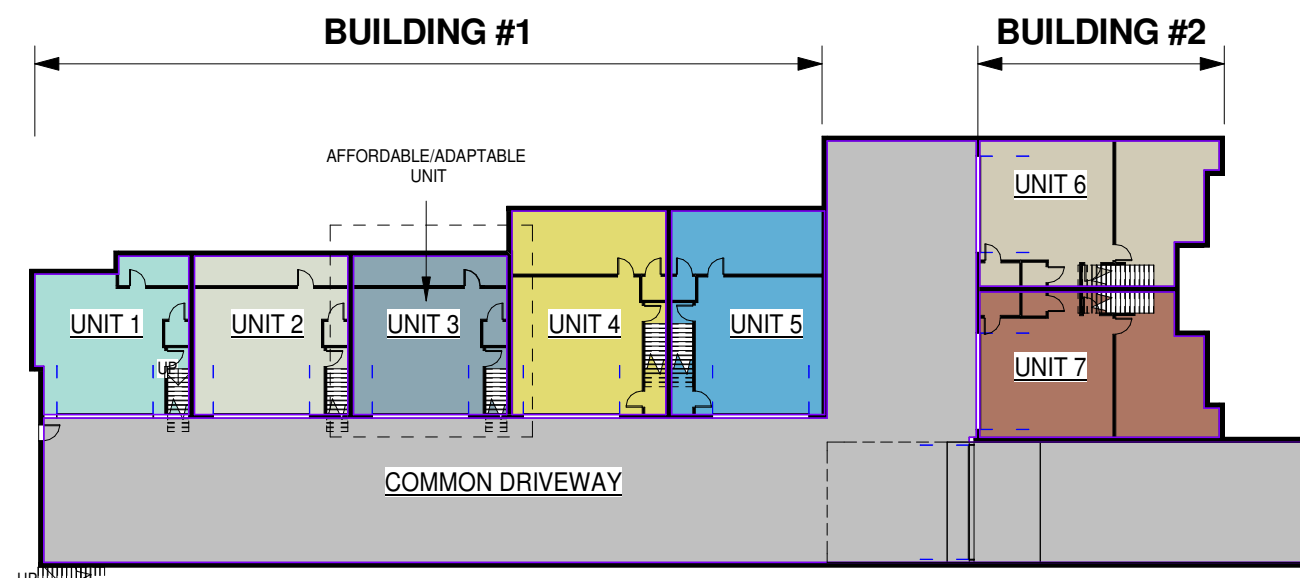 BUILDING #1
BUILDING #2
AFFORDABLE/ADAPTABLE
UNIT
UNIT 6
UNIT 1
UNIT 2
UNIT 3
UNIT 4
UNIT 5
UP
UNIT 7
COMMON DRIVEWAY
UP